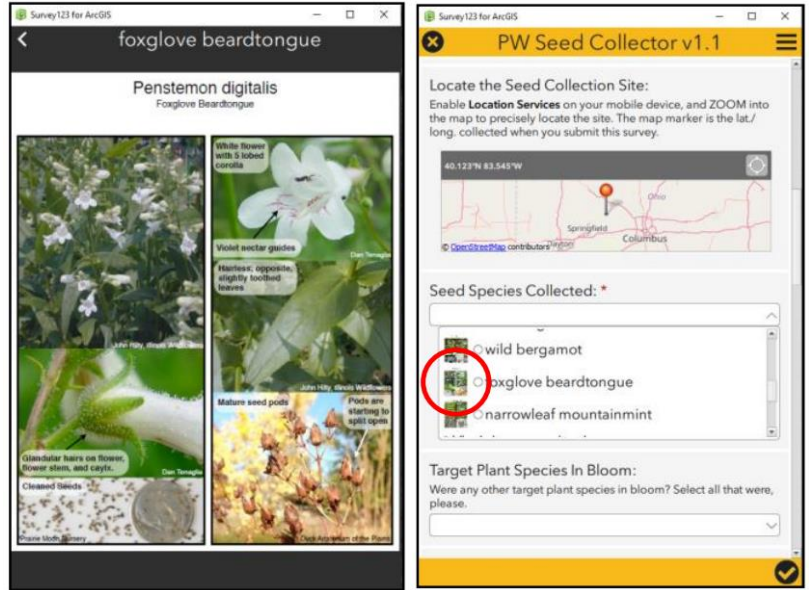 Survey123 for ArcGIS
foxglove beardtongue
Penstemon digitalis
Foxglove Beardtongue
John Hilty, Illinois Wildflowers
White flower
with 5 lobed
corolla
Violet nectar guides
Dan Tenaglia
Hairless, opposite,
slightly toothed
leaves
John Hilty, Illinois Wildflowers
Glandular hairs on flower,
flower stem, and caylx.
Dan Tenaglia
Cleaned Seeds
Prairie Moon Nursery
Mature seed pods
Pods are
starting to
split open
of the Plains
Survey123 for ArcGIS
PW Seed Collector v1.1
Locate the Seed Collection Site:
Enable Location Services on your mobile device, and ZOOM into
the map to precisely locate the site. The map marker is the lat./
long. collected when you submit this survey.
40.123°N 83.545°W
Ohio
Springfield
Dayton
Columbus
© OpenStreetMap contributors
Seed Species Collected: *
wild bergamot
foxglove beardtongue
narrowleaf mountainmint
Target Plant Species In Bloom:
Were any other target plant species in bloom? Select all that were,
please.